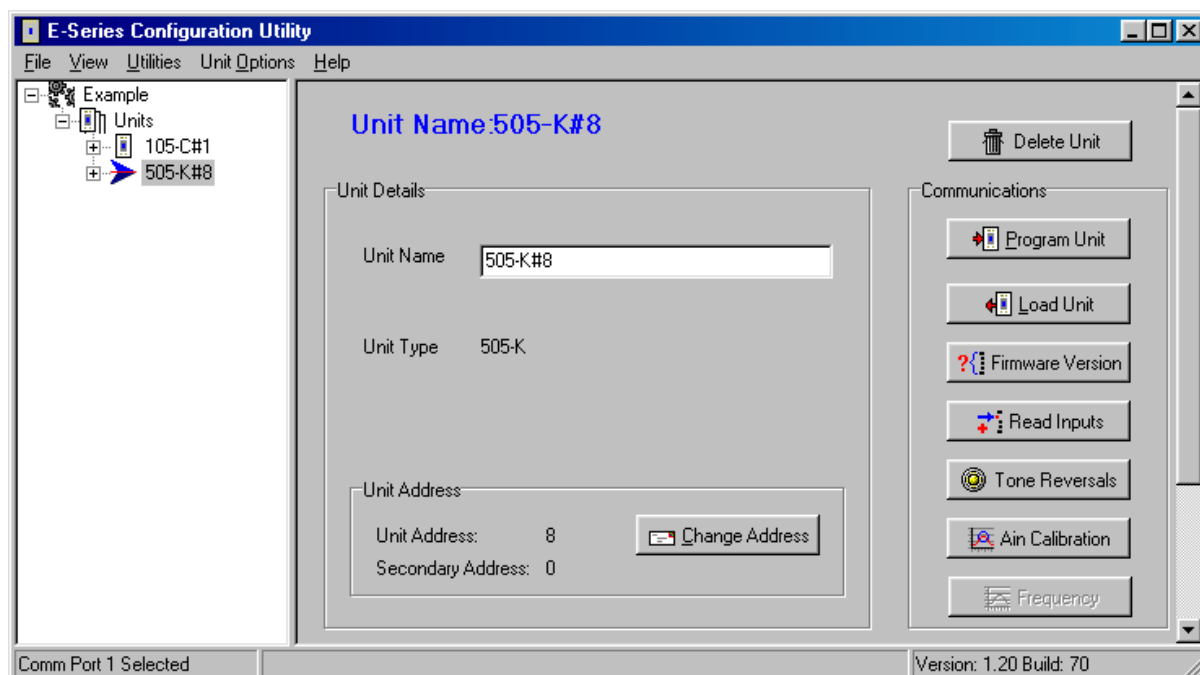 E-Series Configuration Utility
File View Utilities Unit Options Help
Example
Units
105-C#1
505-K#8
Unit Name:505-K#8
Delete Unit
Unit Details
Unit Name 505-K#8
Unit Type 505-K
Unit Address
Unit Address: 8
Secondary Address: 0
Change Address
Communications
Program Unit
Load Unit
Firmware Version
Read Inputs
Tone Reversals
Ain Calibration
Frequency
Comm Port 1 Selected
Version: 1.20 Build: 70